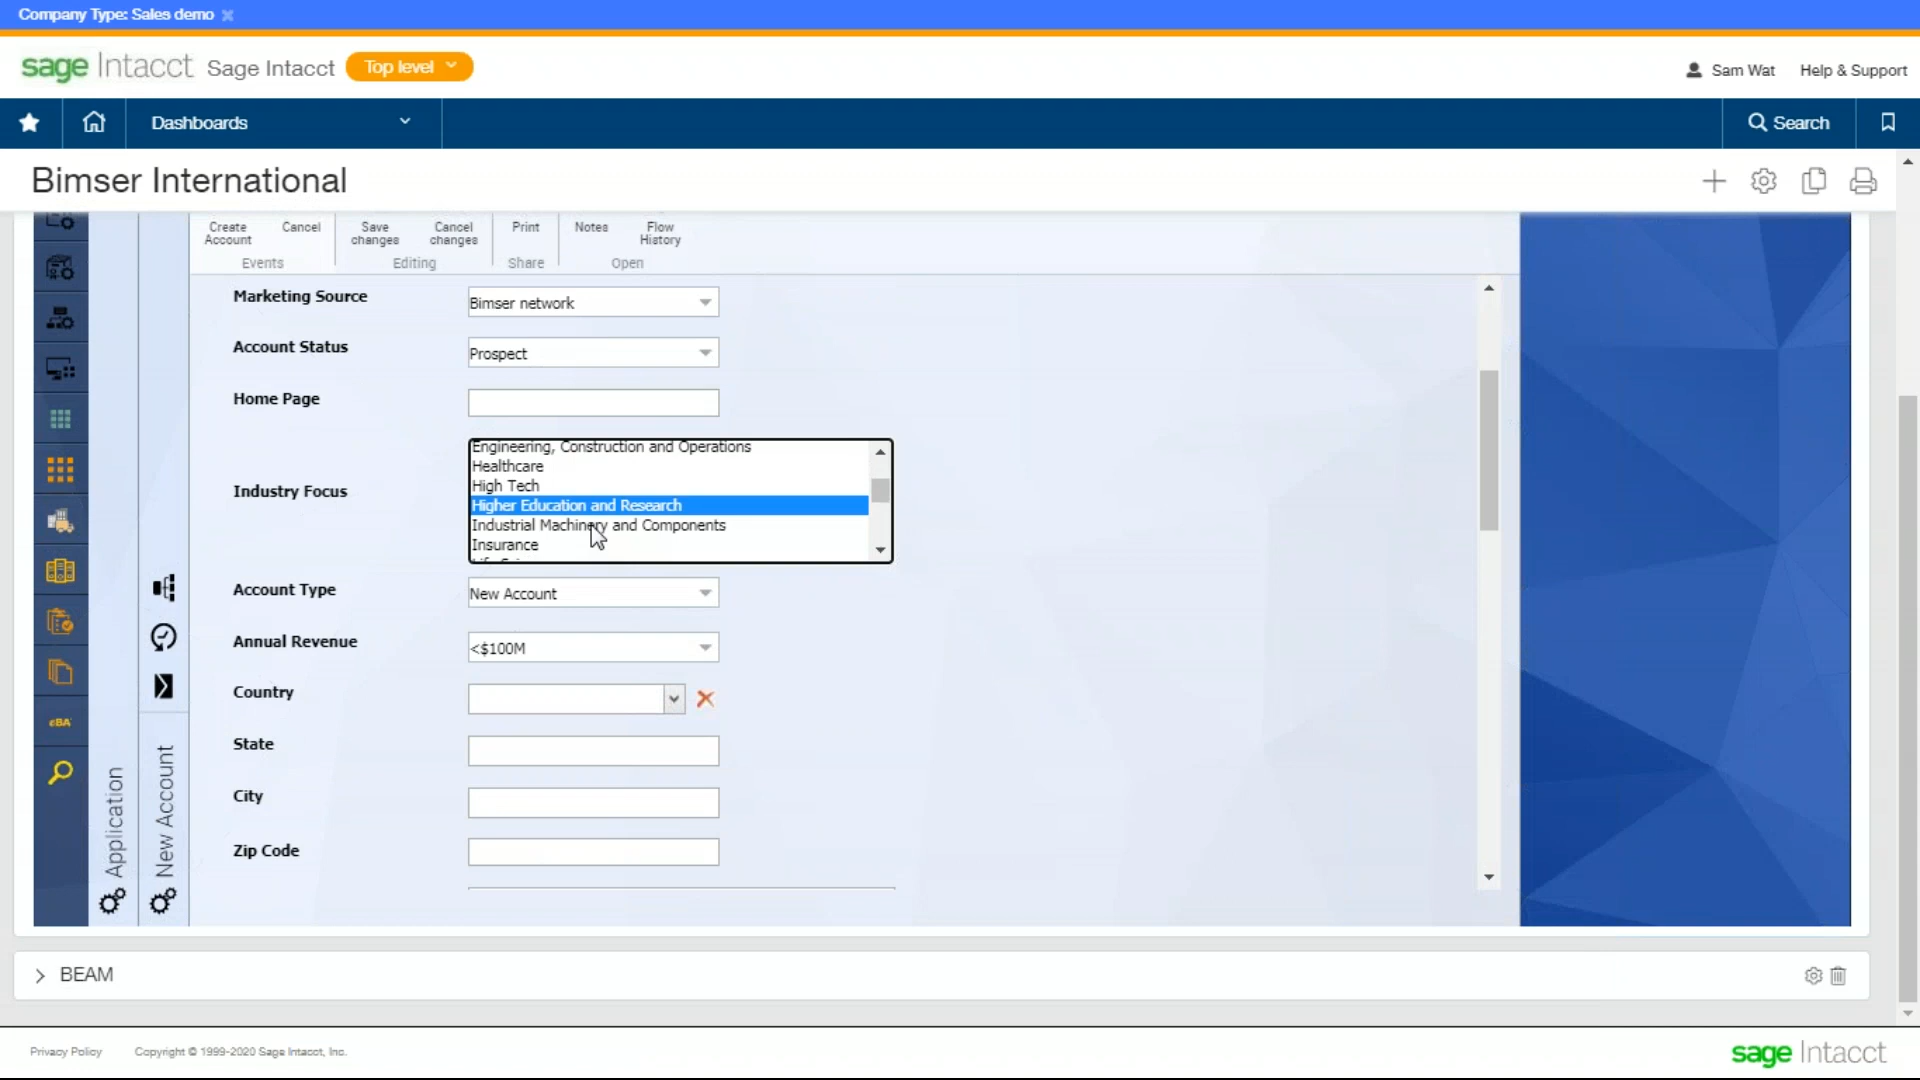 Company Type: Sales demo
sage Intacct Sage Intacct Top level
Sam Wat Help & Support
Dashboards
Search
Bimser International
Create Account Cancel Save changes Cancel changes Print Notes Flow History
Events Editing Share Open
Marketing Source Bimser network
Account Status Prospect
Home Page
Engineering, Construction and Operations
Healthcare
High Tech
Industry Focus
Higher Education and Research
Industrial Machinery and Components
Insurance
Account Type New Account
Annual Revenue <$100M
Country
State
City
Zip Code
eBA
Application
New Account
BEAM
Privacy Policy Copyright © 1999-2020 Sage Intacct, Inc.
sage Intacct